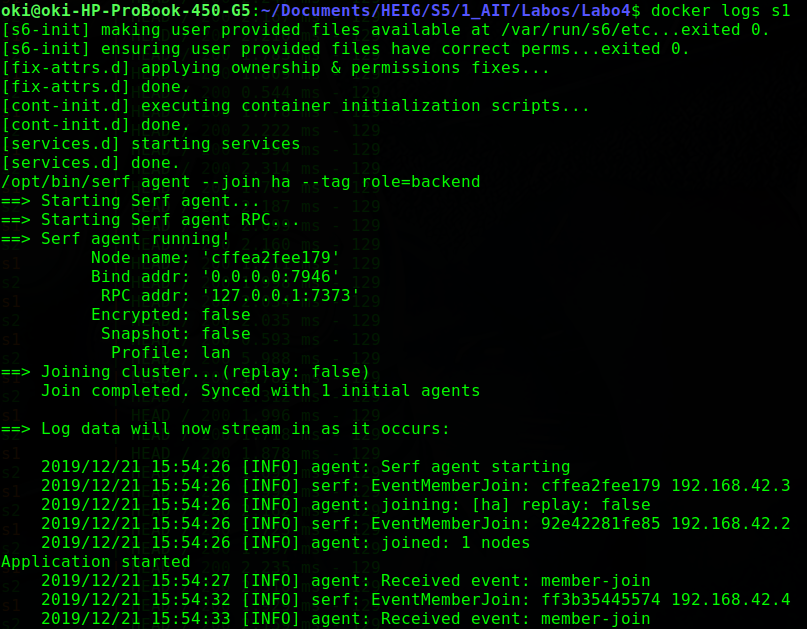 oki@oki-HP-ProBook-450-G5:~/Documents/HEIG/S5/1_AIT/Labos/Labo4$ docker logs s1
[s6-init] making user provided files available at /var/run/s6/etc...exited 0.
[s6-init] ensuring user provided files have correct perms...exited 0.
[fix-attrs.d] applying ownership & permissions fixes...
[fix-attrs.d] done.
[cont-init.d] executing container initialization scripts...
[cont-init.d] done.
[services.d] starting services
[services.d] done.
/opt/bin/serf agent --join ha --tag role=backend
==> Starting Serf agent...
==> Starting Serf agent RPC...
==> Serf agent running!
         Node name: 'cffea2fee179'
         Bind addr: '0.0.0.0:7946'
          RPC addr: '127.0.0.1:7373'
         Encrypted: false
          Snapshot: false
           Profile: lan
==> Joining cluster...(replay: false)
    Join completed. Synced with 1 initial agents
==> Log data will now stream in as it occurs:
    2019/12/21 15:54:26 [INFO] agent: Serf agent starting
    2019/12/21 15:54:26 [INFO] serf: EventMemberJoin: cffea2fee179 192.168.42.3
    2019/12/21 15:54:26 [INFO] agent: joining: [ha] replay: false
    2019/12/21 15:54:26 [INFO] serf: EventMemberJoin: 92e42281fe85 192.168.42.2
    2019/12/21 15:54:26 [INFO] agent: joined: 1 nodes
Application started
    2019/12/21 15:54:27 [INFO] agent: Received event: member-join
    2019/12/21 15:54:32 [INFO] serf: EventMemberJoin: ff3b35445574 192.168.42.4
    2019/12/21 15:54:33 [INFO] agent: Received event: member-join